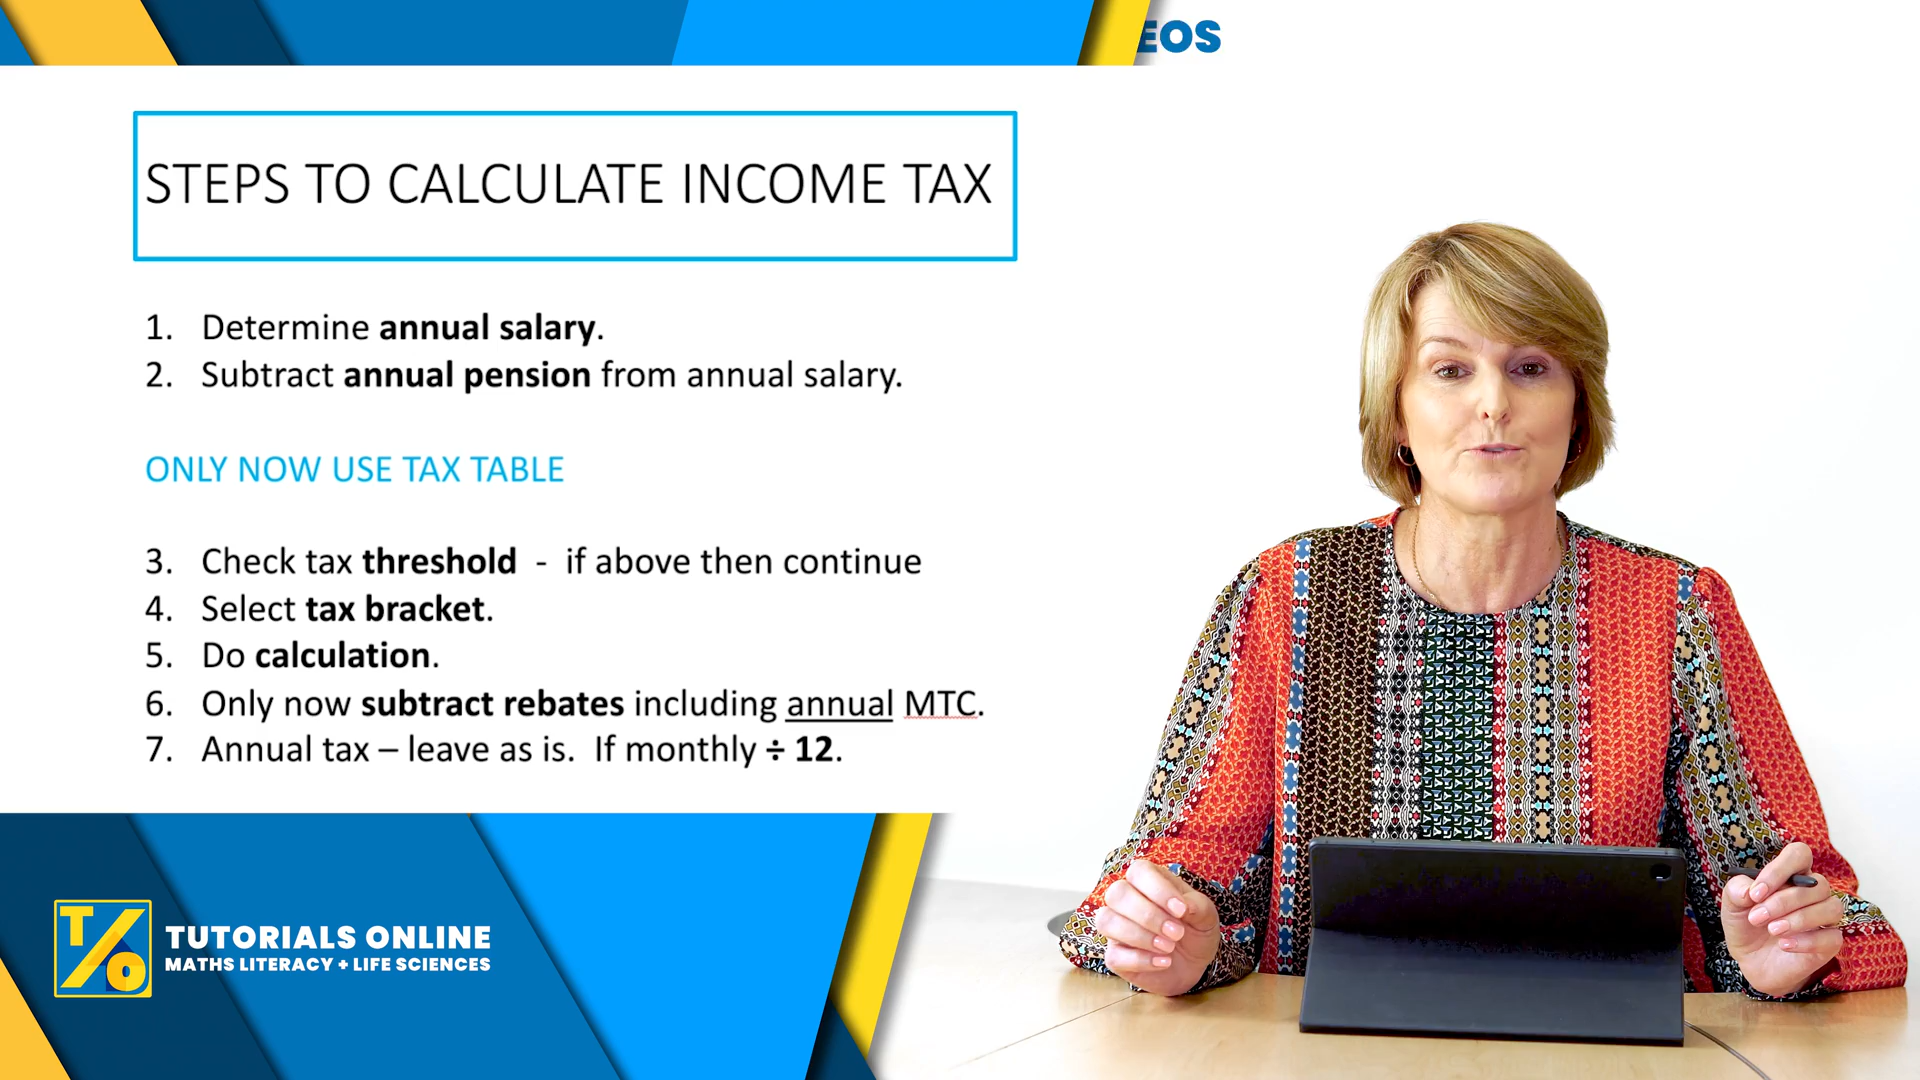 EOS
STEPS TO CALCULATE INCOME TAX
1. Determine annual salary.
2. Subtract annual pension from annual salary.
ONLY NOW USE TAX TABLE
3. Check tax threshold - if above then continue
4. Select tax bracket.
5. Do calculation.
6. Only now subtract rebates including annual MTC.
7. Annual tax – leave as is. If monthly ÷ 12.
T/O
TUTORIALS ONLINE
MATHS LITERACY + LIFE SCIENCES